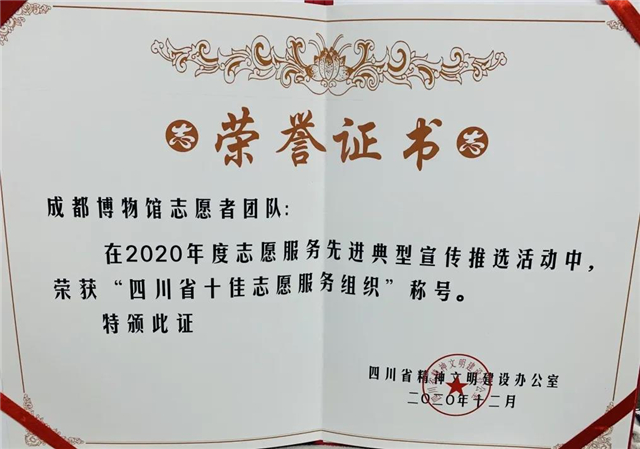 荣誉证书
成都博物馆志愿者团队:
在2020年度志愿服务先进典型宣传推选活动中,
荣获“四川省十佳志愿服务组织”称号。
特颁此证
四川省精神文明建设办公室
二〇二〇年十二月